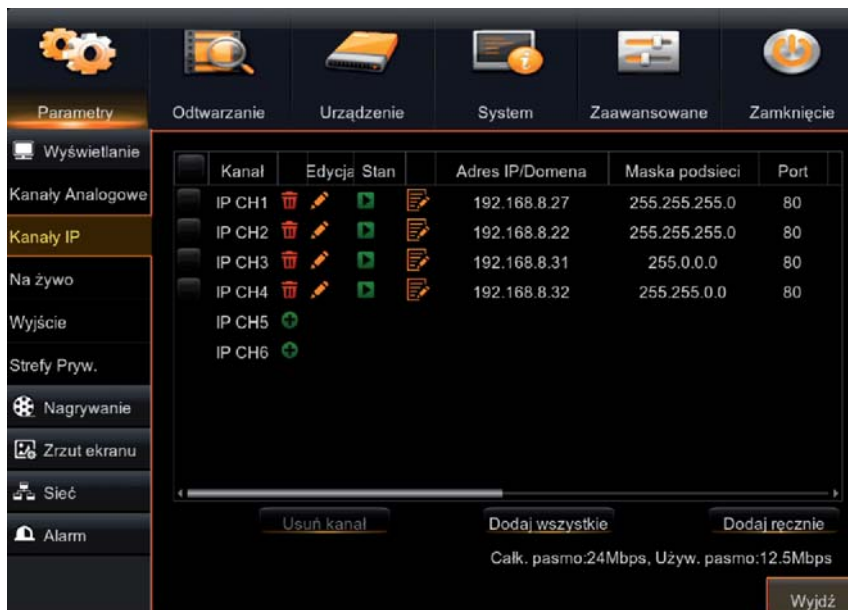 Parametry Odtwarzanie Urządzenie System Zaawansowane Zamknięcie
Wyświetlanie
Kanały Analogowe
Kanały IP
Na żywo
Wyjście
Strefy Pryw.
Nagrywanie
Zrzut ekranu
Sieć
Alarm
Kanał Edycja Stan Adres IP/Domena Maska podsieci Port
IP CH1 192.168.8.27 255.255.255.0 80
IP CH2 192.168.8.22 255.255.255.0 80
IP CH3 192.168.8.31 255.0.0.0 80
IP CH4 192.168.8.32 255.255.0.0 80
IP CH5
IP CH6
Usuń kanał Dodaj wszystkie Dodaj ręcznie
Całk. pasmo:24Mbps, Używ. pasmo:12.5Mbps
Wyjdź